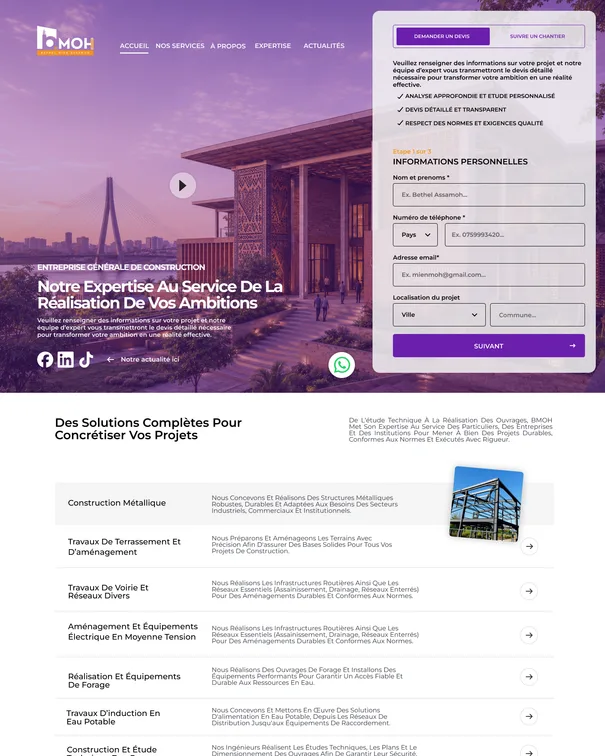 BMOH
ACCUEIL
NOS SERVICES
À PROPOS
EXPERTISE
ACTUALITÉS
ENTREPRISE GÉNÉRALE DE CONSTRUCTION
Notre Expertise Au Service De La
Réalisation De Vos Ambitions
Veuillez renseigner des informations sur votre projet et notre
équipe d'expert vous transmettront le devis détaillé nécessaire
pour transformer votre ambition en une réalité effective.
Notre actualité ici
DEMANDER UN DEVIS
SUIVRE UN CHANTIER
Veuillez renseigner des informations sur votre projet et notre
équipe d'expert vous transmettront le devis détaillé
nécessaire pour transformer votre ambition en une réalité
effective.
ANALYSE APPROFONDIE ET ETUDE PERSONNALISÉ
DEVIS DÉTAILLÉ ET TRANSPARENT
RESPECT DES NORMES ET EXIGENCES QUALITÉ
Etape 1 sur 3
INFORMATIONS PERSONNELLES
Nom et prenoms *
Ex. Bethel Assamoh...
Numéro de téléphone *
Pays
Ex. 0759993420...
Adresse email*
Ex. mienmoh@gmail.com...
Localisation du projet
Ville
Commune...
SUIVANT
Des Solutions Complètes Pour
Concrétiser Vos Projets
De L'étude Technique À La Réalisation Des Ouvrages, BMOH
Met Son Expertise Au Service Des Particuliers, Des Entreprises
Et Des Institutions Pour Mener À Bien Des Projets Durables,
Conformes Aux Normes Et Exécutés Avec Rigueur.
Construction Métallique
Nous Concevons Et Réalisons Des Structures Métalliques
Robustes, Durables Et Adaptées Aux Besoins Des Secteurs
Industriels, Commerciaux Et Institutionnels.
Travaux De Terrassement Et
D'aménagement
Nous Préparons Et Aménageons Les Terrains Avec
Précision Afin D'assurer Des Bases Solides Pour Tous Vos
Projets De Construction.
Travaux De Voirie Et
Réseaux Divers
Nous Réalisons Les Infrastructures Routières Ainsi Que Les
Réseaux Essentiels (Assainissement, Drainage, Réseaux Enterrés)
Pour Des Aménagements Durables Et Conformes Aux Normes.
Aménagement Et Équipements
Électrique En Moyenne Tension
Nous Réalisons Les Infrastructures Routières Ainsi Que Les
Réseaux Essentiels (Assainissement, Drainage, Réseaux Enterrés)
Pour Des Aménagements Durables Et Conformes Aux Normes.
Réalisation Et Équipements
De Forage
Nous Réalisons Des Ouvrages De Forage Et Installons Des
Équipements Performants Pour Garantir Un Accès Fiable Et
Durable Aux Ressources En Eau.
Travaux D'induction En
Eau Potable
Nous Concevons Et Mettons En Œuvre Des Solutions
D'alimentation En Eau Potable, Depuis Les Réseaux De
Distribution Jusqu'aux Équipements De Raccordement.
Construction Et Étude
Nos Ingénieurs Réalisent Les Études Techniques, Les Plans Et Le
Dimensionnement Des Ouvrages Afin De Garantir Leur Sécurité,